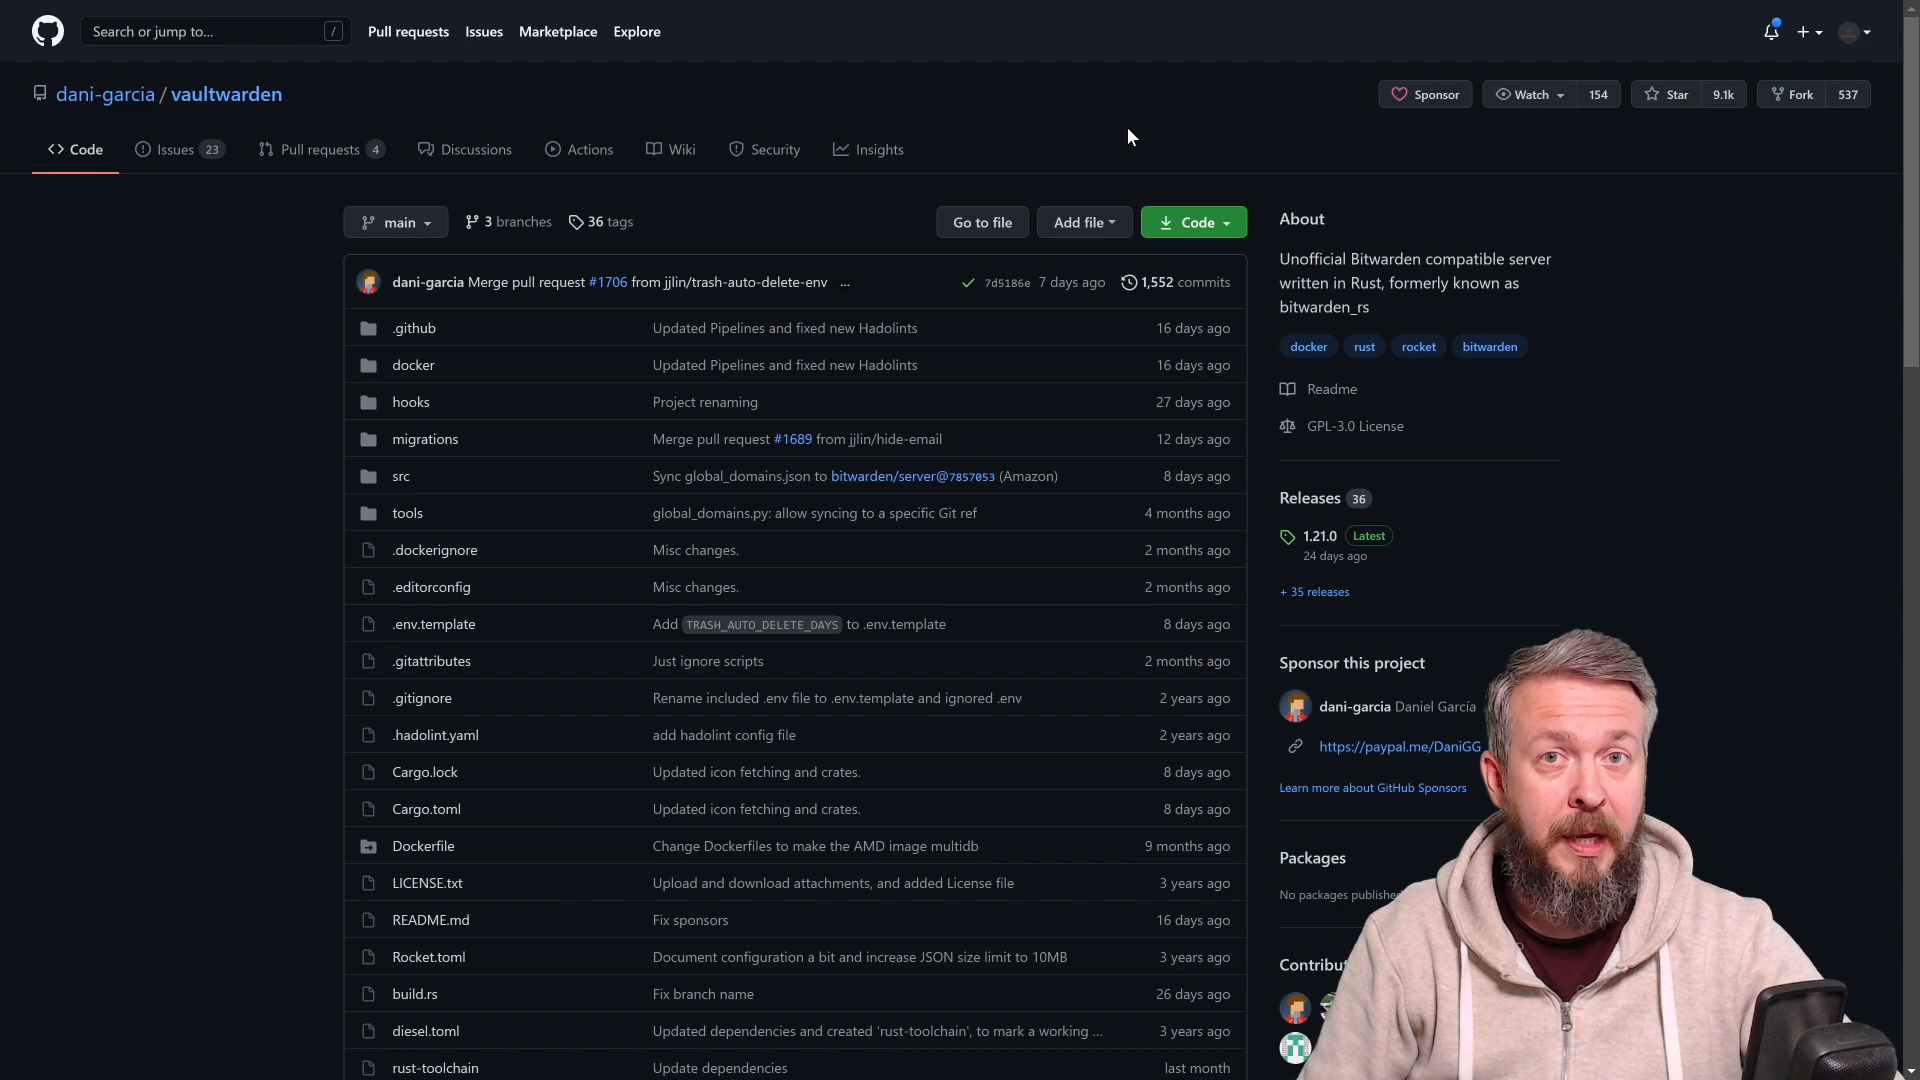 Search or jump to... /
Pull requests Issues Marketplace Explore
dani-garcia / vaultwarden
Sponsor Watch 154 Star 9.1k Fork 537
Code Issues 23 Pull requests 4 Discussions Actions Wiki Security Insights
main 3 branches 36 tags Go to file Add file Code
dani-garcia Merge pull request #1706 from jjlin/trash-auto-delete-env ... 7d5186e 7 days ago 1,552 commits
.github Updated Pipelines and fixed new Hadolints 16 days ago
docker Updated Pipelines and fixed new Hadolints 16 days ago
hooks Project renaming 27 days ago
migrations Merge pull request #1689 from jjlin/hide-email 12 days ago
src Sync global_domains.json to bitwarden/server@7857053 (Amazon) 8 days ago
tools global_domains.py: allow syncing to a specific Git ref 4 months ago
.dockerignore Misc changes. 2 months ago
.editorconfig Misc changes. 2 months ago
.env.template Add TRASH_AUTO_DELETE_DAYS to .env.template 8 days ago
.gitattributes Just ignore scripts 2 months ago
.gitignore Rename included .env file to .env.template and ignored .env 2 years ago
.hadolint.yaml add hadolint config file 2 years ago
Cargo.lock Updated icon fetching and crates. 8 days ago
Cargo.toml Updated icon fetching and crates. 8 days ago
Dockerfile Change Dockerfiles to make the AMD image multidb 9 months ago
LICENSE.txt Upload and download attachments, and added License file 3 years ago
README.md Fix sponsors 16 days ago
Rocket.toml Document configuration a bit and increase JSON size limit to 10MB 3 years ago
build.rs Fix branch name 26 days ago
diesel.toml Updated dependencies and created 'rust-toolchain', to mark a working ... 3 years ago
rust-toolchain Update dependencies last month
About
Unofficial Bitwarden compatible server
written in Rust, formerly known as
bitwarden_rs
docker rust rocket bitwarden
Readme
GPL-3.0 License
Releases 36
1.21.0 Latest
24 days ago
+ 35 releases
Sponsor this project
dani-garcia Daniel García
https://paypal.me/DaniGG
Learn more about GitHub Sponsors
Packages
No packages published
Contribut